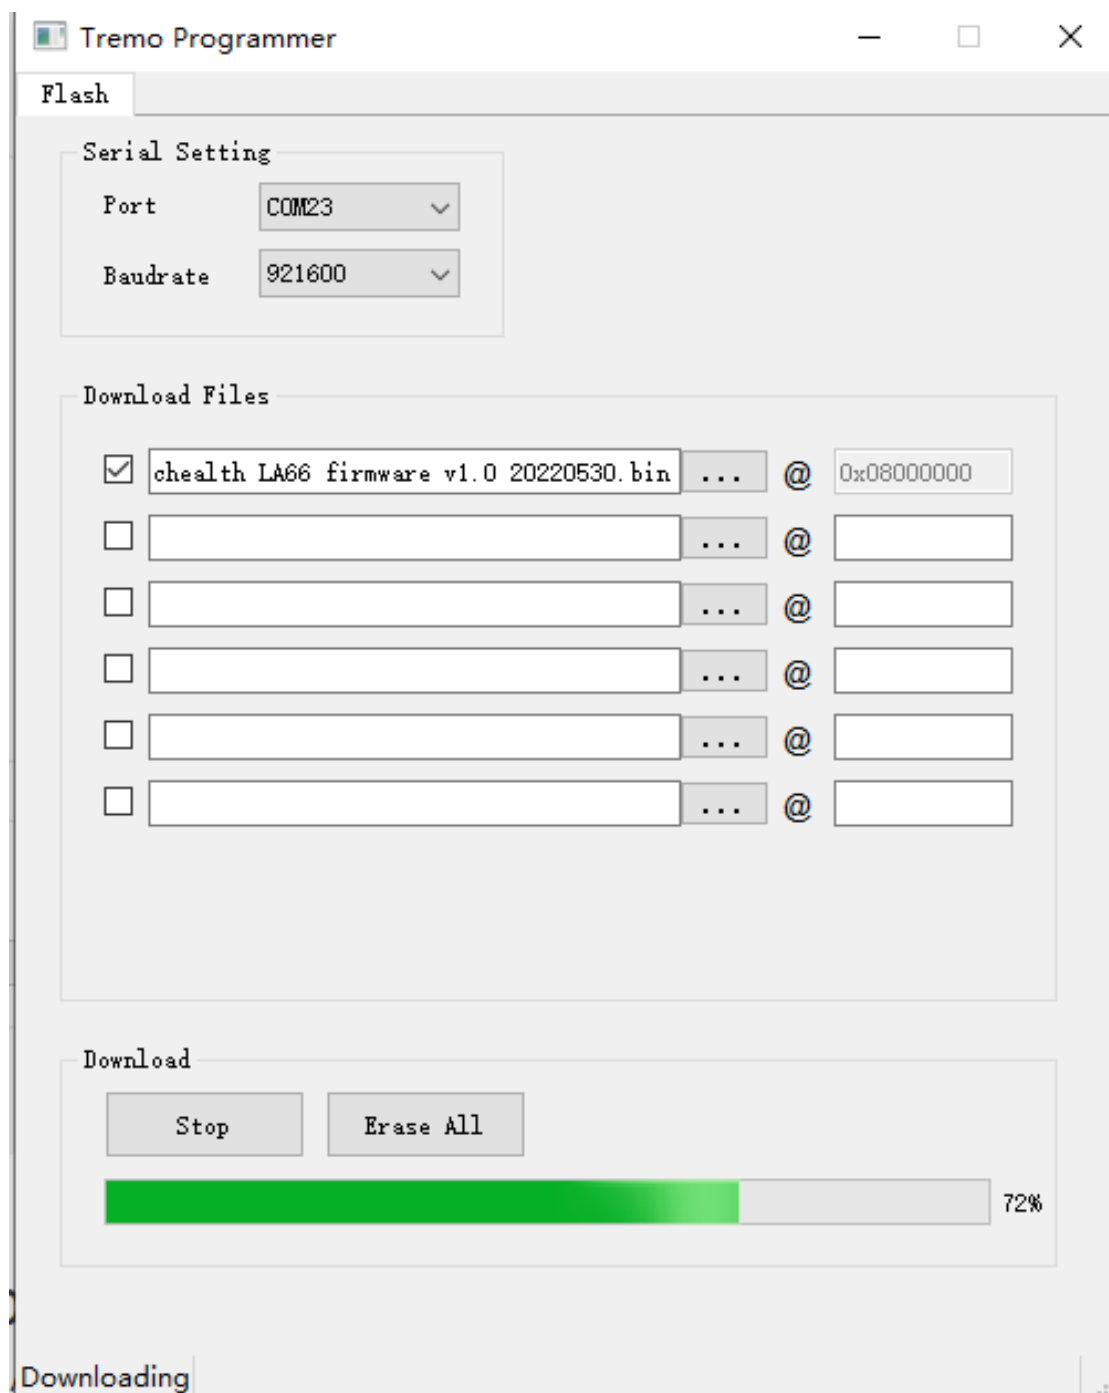 Tremo Programmer
Flash
Serial Setting
Port COM23
Baudrate 921600
Download Files
chealth LA66 firmware v1.0 20220530.bin ... @ 0x08000000
... @
... @
... @
... @
... @
Download
Stop Erase All
72%
Downloading